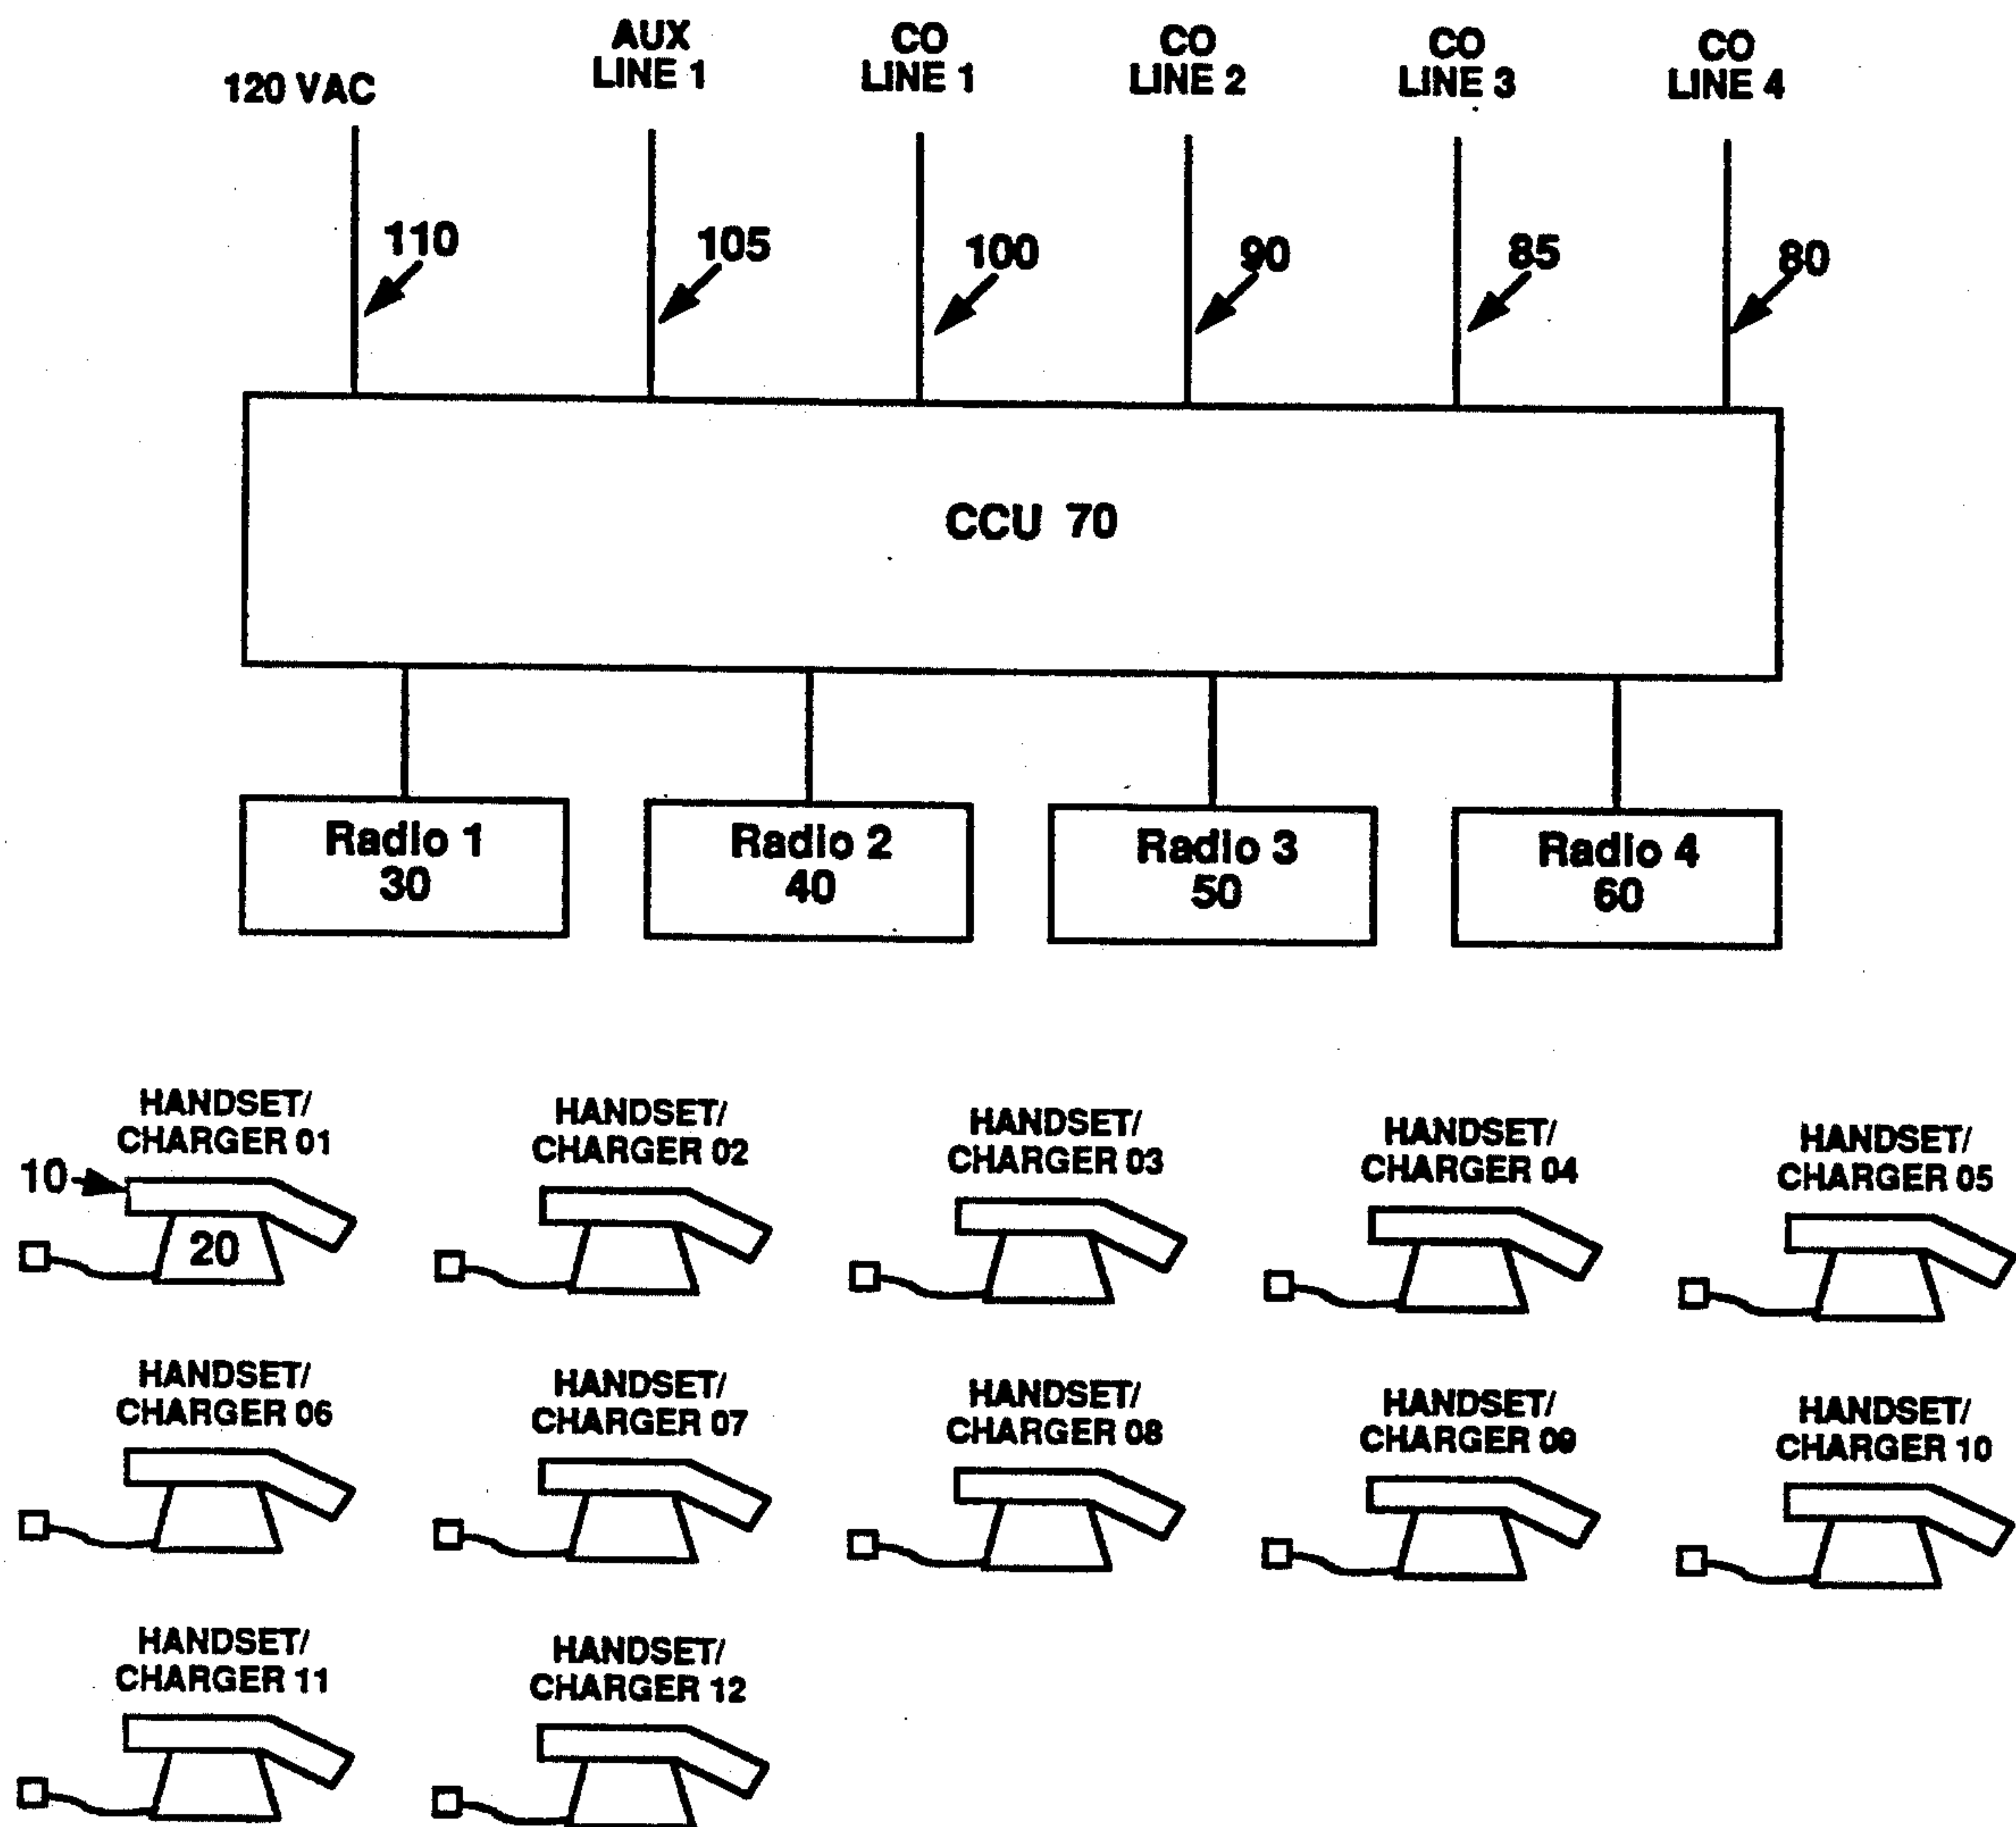 120 VAC
AUX
LINE 1
CO
LINE 1
CO
LINE 2
CO
LINE 3
CO
LINE 4
110
105
100
90
85
80
CCU 70
Radio 1
30
Radio 2
40
Radio 3
50
Radio 4
60
HANDSET/
CHARGER 01
10
20
HANDSET/
CHARGER 02
HANDSET/
CHARGER 03
HANDSET/
CHARGER 04
HANDSET/
CHARGER 05
HANDSET/
CHARGER 06
HANDSET/
CHARGER 07
HANDSET/
CHARGER 08
HANDSET/
CHARGER 09
HANDSET/
CHARGER 10
HANDSET/
CHARGER 11
HANDSET/
CHARGER 12